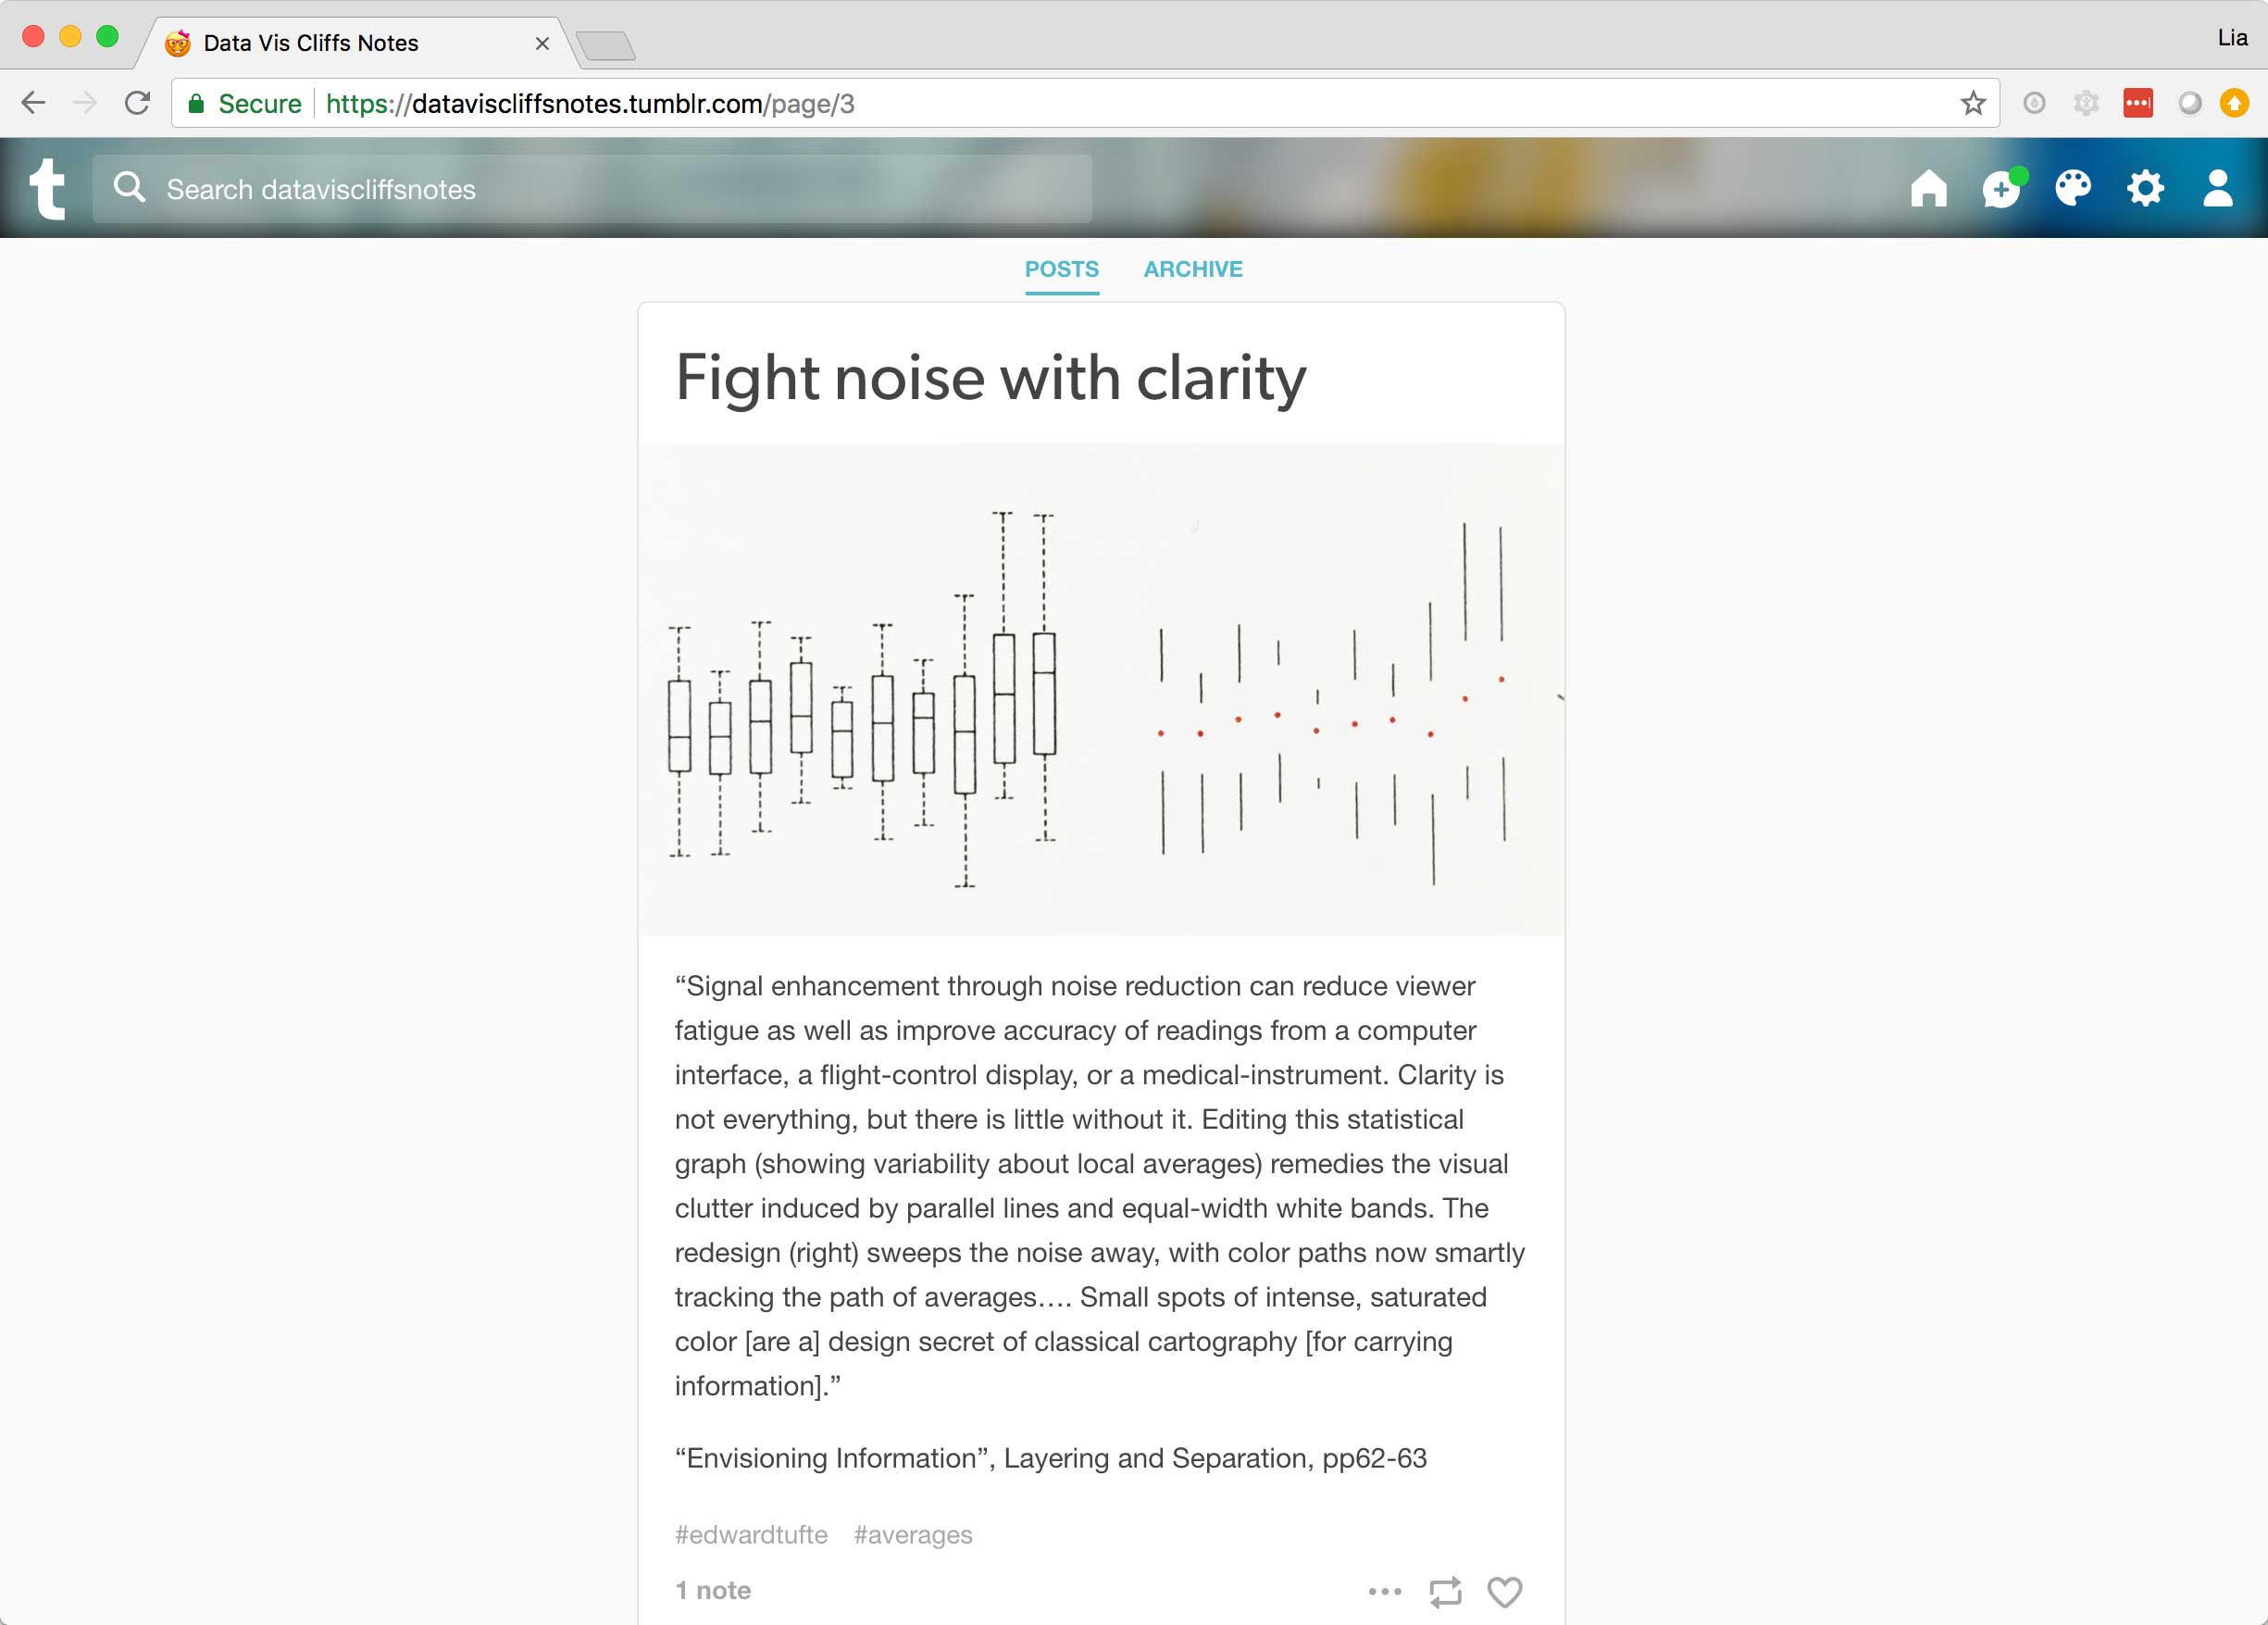 Data Vis Cliffs Notes
Lia
Secure https://dataviscliffsnotes.tumblr.com/page/3
t Search dataviscliffsnotes
POSTS ARCHIVE
Fight noise with clarity
“Signal enhancement through noise reduction can reduce viewer
fatigue as well as improve accuracy of readings from a computer
interface, a flight-control display, or a medical-instrument. Clarity is
not everything, but there is little without it. Editing this statistical
graph (showing variability about local averages) remedies the visual
clutter induced by parallel lines and equal-width white bands. The
redesign (right) sweeps the noise away, with color paths now smartly
tracking the path of averages…. Small spots of intense, saturated
color [are a] design secret of classical cartography [for carrying
information].”
“Envisioning Information”, Layering and Separation, pp62-63
#edwardtufte #averages
1 note